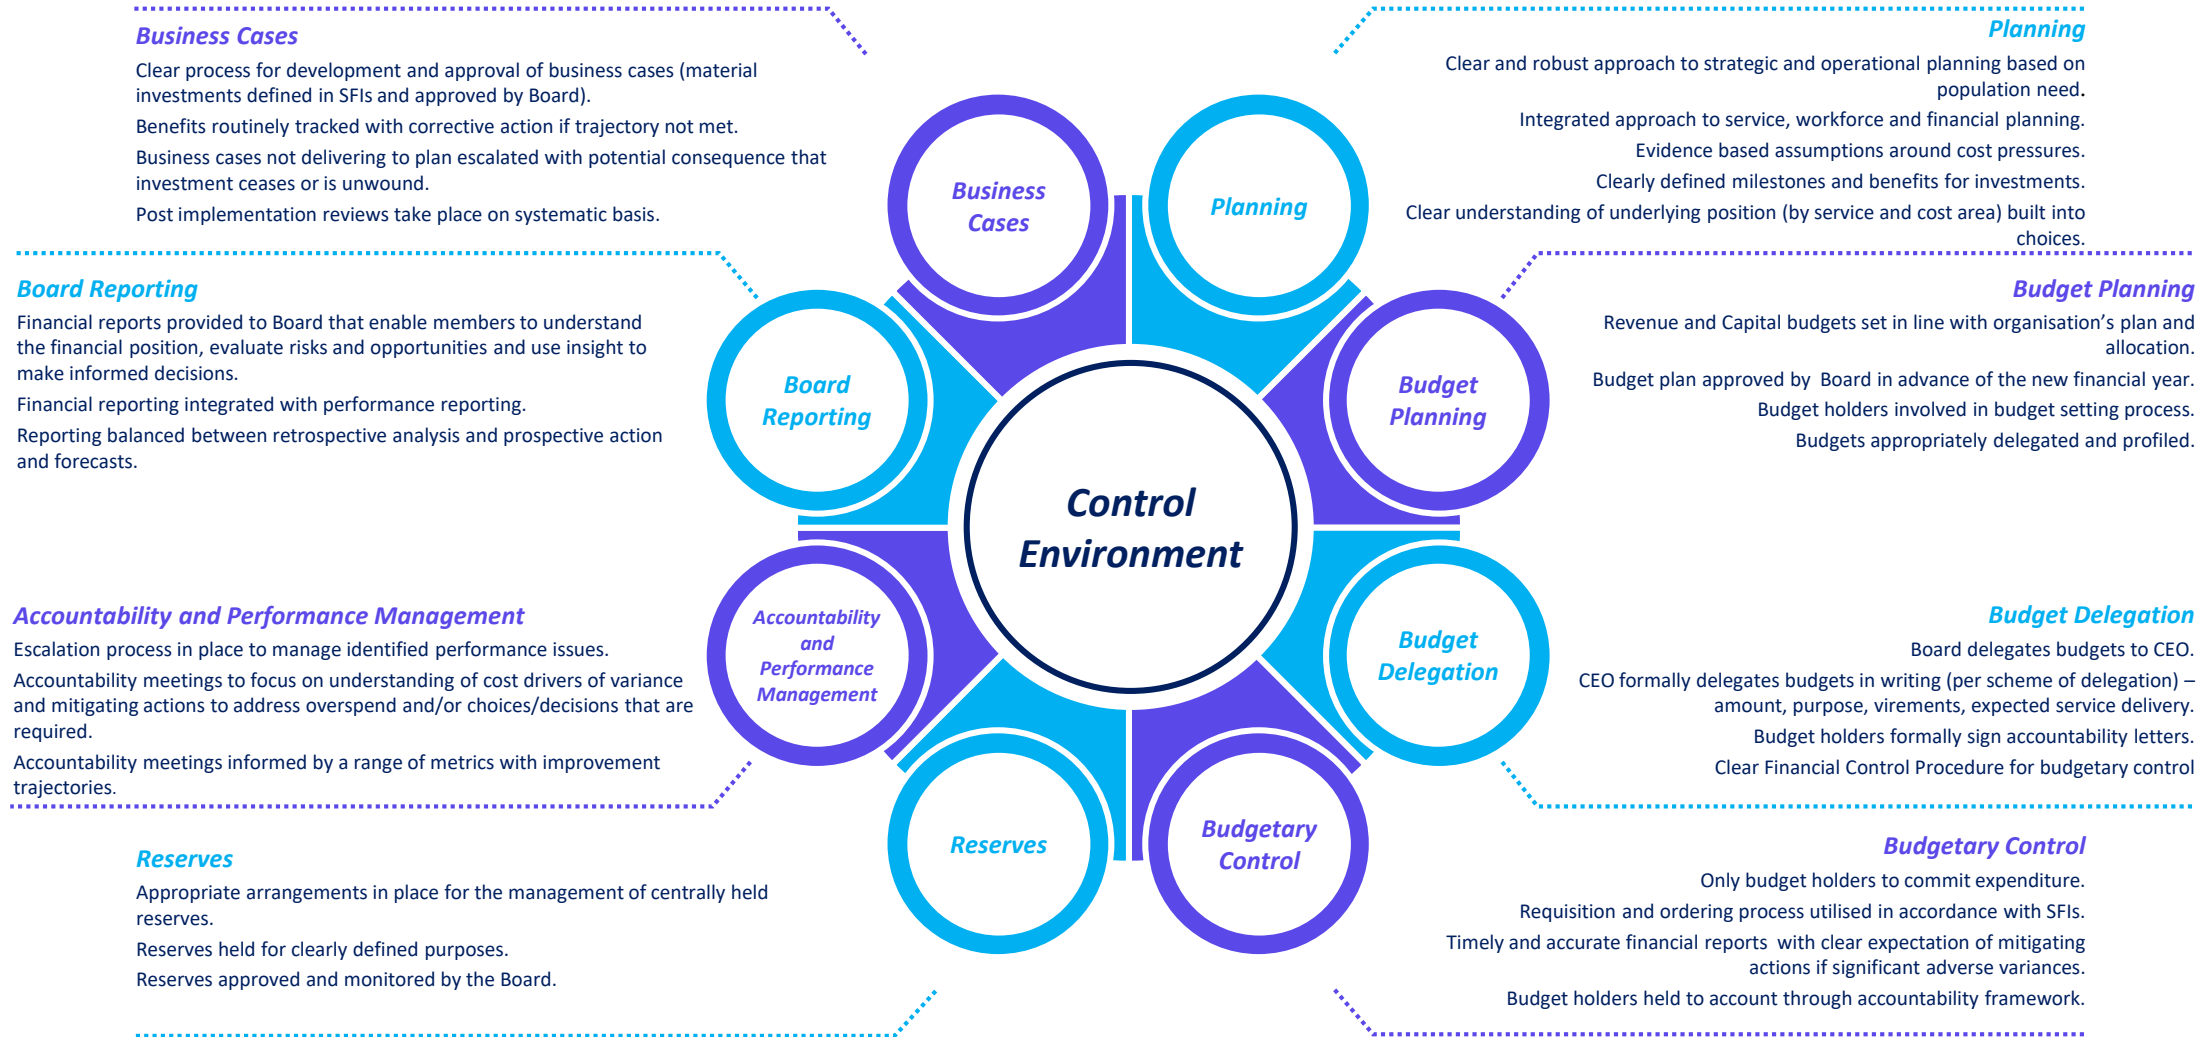 Business Cases
Clear process for development and approval of business cases (material
investments defined in SFIs and approved by Board).
Benefits routinely tracked with corrective action if trajectory not met.
Business cases not delivering to plan escalated with potential consequence that
investment ceases or is unwound.
Post implementation reviews take place on systematic basis.
Board Reporting
Financial reports provided to Board that enable members to understand
the financial position, evaluate risks and opportunities and use insight to
make informed decisions.
Financial reporting integrated with performance reporting.
Reporting balanced between retrospective analysis and prospective action
and forecasts.
Accountability and Performance Management
Escalation process in place to manage identified performance issues.
Accountability meetings to focus on understanding of cost drivers of variance
and mitigating actions to address overspend and/or choices/decisions that are
required.
Accountability meetings informed by a range of metrics with improvement
trajectories.
Reserves
Appropriate arrangements in place for the management of centrally held
reserves.
Reserves held for clearly defined purposes.
Reserves approved and monitored by the Board.
Business
Cases
Planning
Board
Reporting
Budget
Planning
Control
Environment
Accountability
and
Performance
Management
Budget
Delegation
Reserves
Budgetary
Control
Planning
Clear and robust approach to strategic and operational planning based on
population need.
Integrated approach to service, workforce and financial planning.
Evidence based assumptions around cost pressures.
Clearly defined milestones and benefits for investments.
Clear understanding of underlying position (by service and cost area) built into
choices.
Budget Planning
Revenue and Capital budgets set in line with organisation’s plan and
allocation.
Budget plan approved by Board in advance of the new financial year.
Budget holders involved in budget setting process.
Budgets appropriately delegated and profiled.
Budget Delegation
Board delegates budgets to CEO.
CEO formally delegates budgets in writing (per scheme of delegation) –
amount, purpose, virements, expected service delivery.
Budget holders formally sign accountability letters.
Clear Financial Control Procedure for budgetary control
Budgetary Control
Only budget holders to commit expenditure.
Requisition and ordering process utilised in accordance with SFIs.
Timely and accurate financial reports with clear expectation of mitigating
actions if significant adverse variances.
Budget holders held to account through accountability framework.